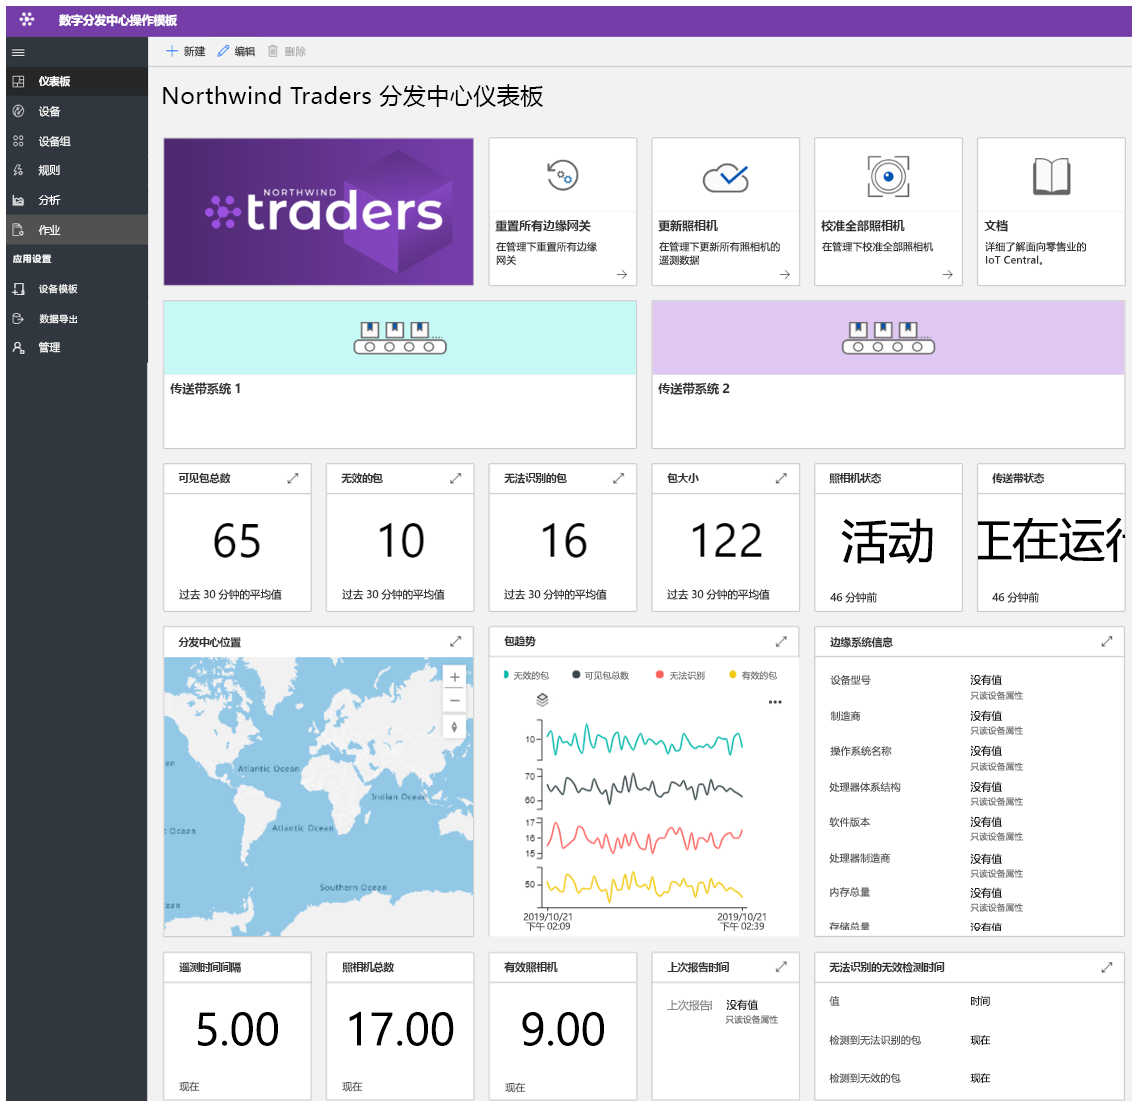 数字分发中心操作模板
新建 编辑 删除
仪表板
设备
设备组
规则
分析
作业
应用设置
设备模板
数据导出
管理
Northwind Traders 分发中心仪表板
NORTHWIND
traders
重置所有边缘网关
在管理下重置所有边缘
网关
更新照相机
在管理下更新所有照相机的
遥测数据
校准全部照相机
在管理下校准全部照相机
文档
详细了解面向零售业的
IoT Central。
传送带系统 1
传送带系统 2
可见包总数
65
过去 30 分钟的平均值
无效的包
10
过去 30 分钟的平均值
无法识别的包
16
过去 30 分钟的平均值
包大小
122
过去 30 分钟的平均值
照相机状态
活动
46 分钟前
传送带状态
正在运行
46 分钟前
分发中心位置
Atlantic Ocean
Indian Ocean
Ocean
Atlantic Ocean
Southern Ocean
包趋势
无效的包 可见包总数 无法识别 有效的包
10
70
60
17
16
15
50
2019/10/21
下午 02:09
2019/10/21
下午 02:39
边缘系统信息
设备型号 没有值
只读设备属性
制造商 没有值
只读设备属性
操作系统名称 没有值
只读设备属性
处理器体系结构 没有值
只读设备属性
软件版本 没有值
只读设备属性
处理器制造商 没有值
只读设备属性
内存总量 没有值
只读设备属性
存储总量 没有值
遥测时间间隔
5.00
现在
照相机总数
17.00
现在
有效照相机
9.00
现在
上次报告时间
上次报告 没有值
只读设备属性
无法识别的无效检测时间
值 时间
检测到无法识别的包 现在
检测到无效的包 现在